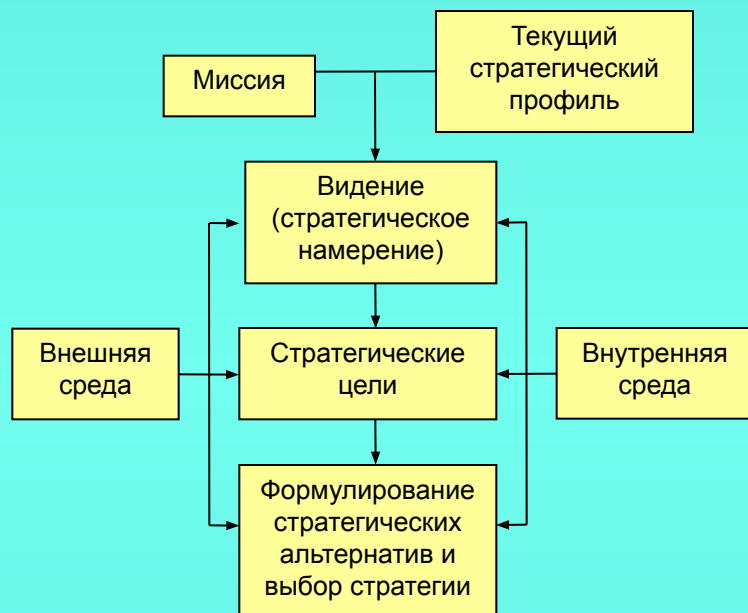 Миссия
Текущий
стратегический
профиль
Видение
(стратегическое
намерение)
Внешняя
среда
Стратегические
цели
Внутренняя
среда
Формулирование
стратегических
альтернатив и
выбор стратегии